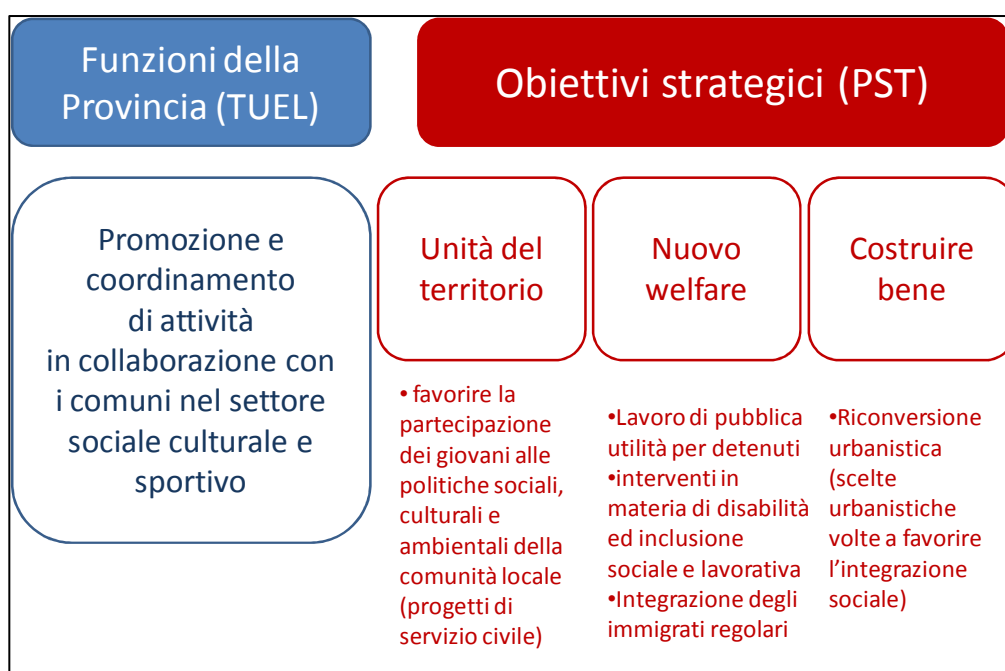 Funzioni della
Provincia (TUEL)
Obiettivi strategici (PST)
Promozione e
coordinamento
di attività
in collaborazione con
i comuni nel settore
sociale culturale e
sportivo
Unità del
territorio
Nuovo
welfare
Costruire
bene
• favorire la
partecipazione
dei giovani alle
politiche sociali,
culturali e
ambientali della
comunità locale
(progetti di
servizio civile)
•Lavoro di pubblica
utilità per detenuti
•interventi in
materia di disabilità
ed inclusione
sociale e lavorativa
•Integrazione degli
immigrati regolari
•Riconversione
urbanistica
(scelte
urbanistiche
volte a favorire
l’integrazione
sociale)